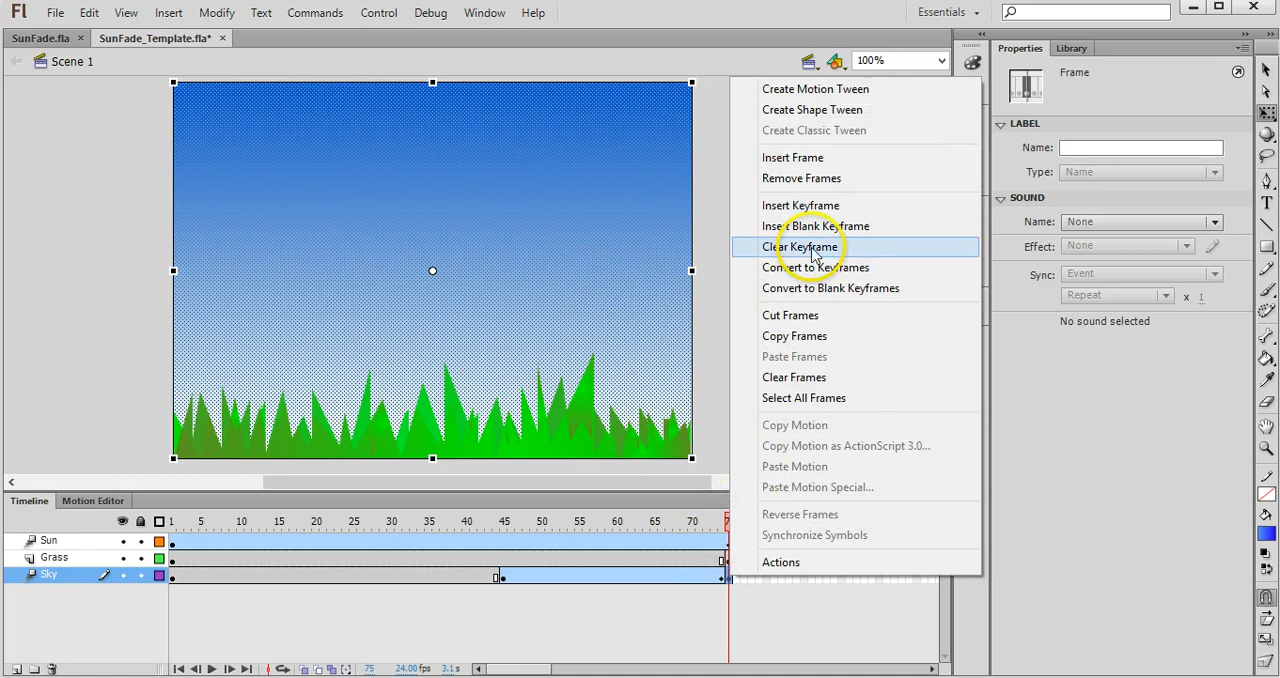 Fl File Edit View Insert Modify Text Commands Control Debug Window Help Essentials
SunFade.fla × SunFade_Template.fla* ×
Scene 1 100%
Properties Library
Frame
LABEL
Name:
Type: Name
SOUND
Name: None
Effect: None
Sync: Event
Repeat x 1
No sound selected
Create Motion Tween
Create Shape Tween
Create Classic Tween
Insert Frame
Remove Frames
Insert Keyframe
Insert Blank Keyframe
Clear Keyframe
Convert to Keyframes
Convert to Blank Keyframes
Cut Frames
Copy Frames
Paste Frames
Clear Frames
Select All Frames
Copy Motion
Copy Motion as ActionScript 3.0...
Paste Motion
Paste Motion Special...
Reverse Frames
Synchronize Symbols
Actions
Timeline Motion Editor
1 5 10 15 20 25 30 35 40 45 50 55 60 65 70
Sun
Grass
Sky
75 24.00 fps 3.1 s